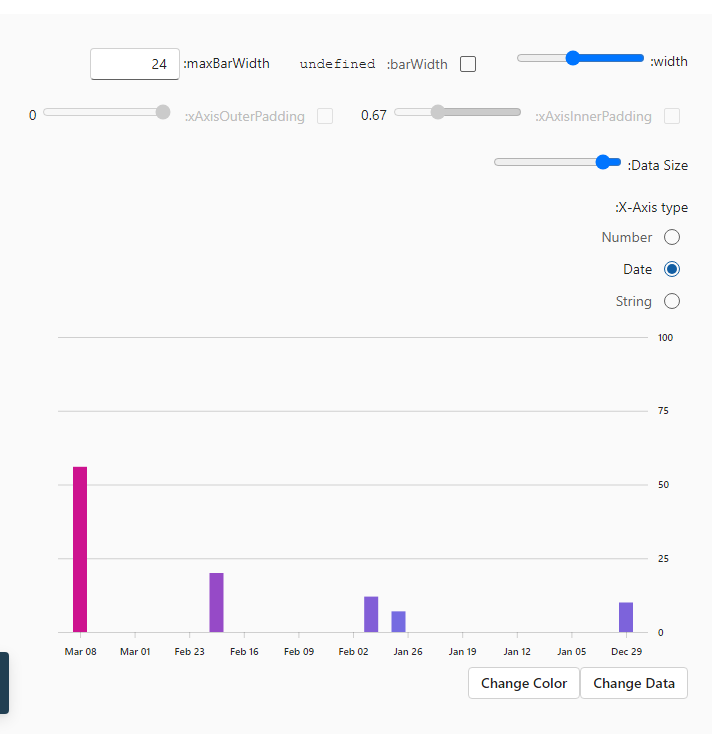 :width
:barWidth undefined
:maxBarWidth 24
:xAxisInnerPadding 0.67
:xAxisOuterPadding 0
:Data Size
:X-Axis type
Number
Date
String
100
75
50
25
0
Mar 08 Mar 01 Feb 23 Feb 16 Feb 09 Feb 02 Jan 26 Jan 19 Jan 12 Jan 05 Dec 29
Change Color Change Data